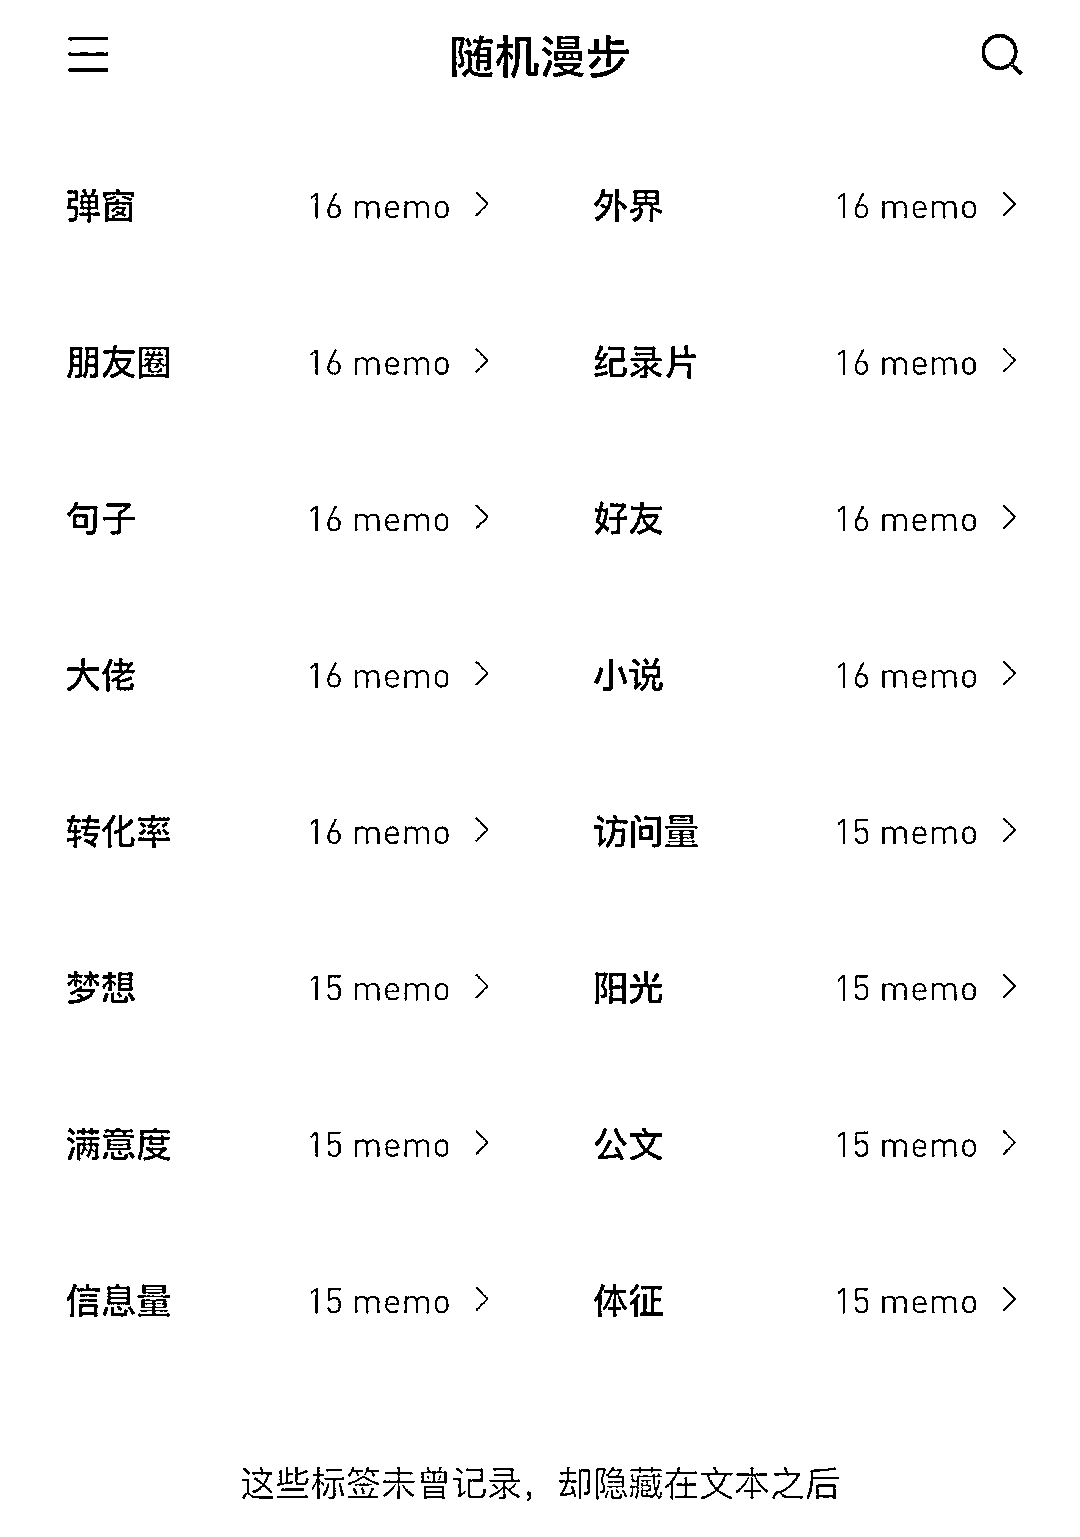 随机漫步
弹窗 16 memo 外界 16 memo
朋友圈 16 memo 纪录片 16 memo
句子 16 memo 好友 16 memo
大佬 16 memo 小说 16 memo
转化率 16 memo 访问量 15 memo
梦想 15 memo 阳光 15 memo
满意度 15 memo 公文 15 memo
信息量 15 memo 体征 15 memo
这些标签未曾记录，却隐藏在文本之后